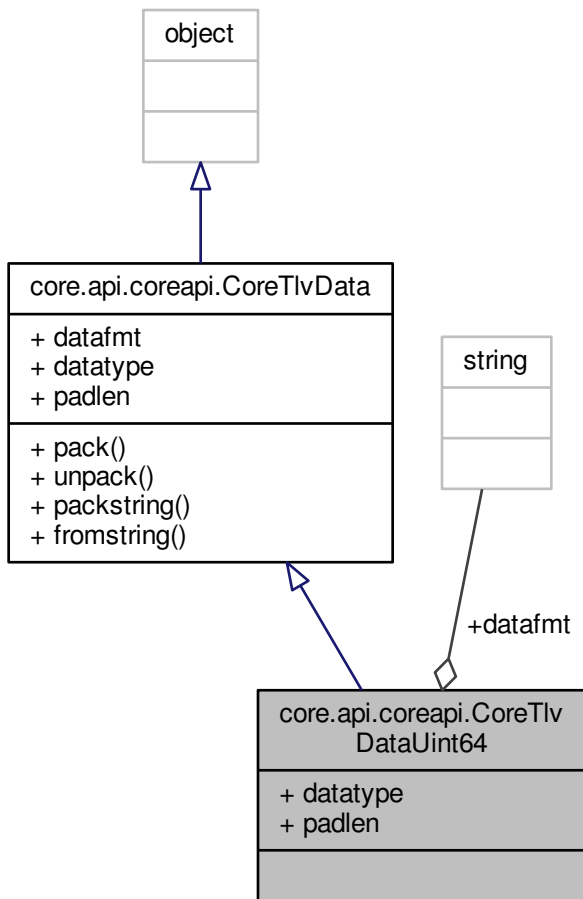 object
core.api.coreapi.CoreTlvData
+ datafmt
+ datatype
+ padlen
+ pack()
+ unpack()
+ packstring()
+ fromstring()
string
+datafmt
core.api.coreapi.CoreTlv
DataUint64
+ datatype
+ padlen